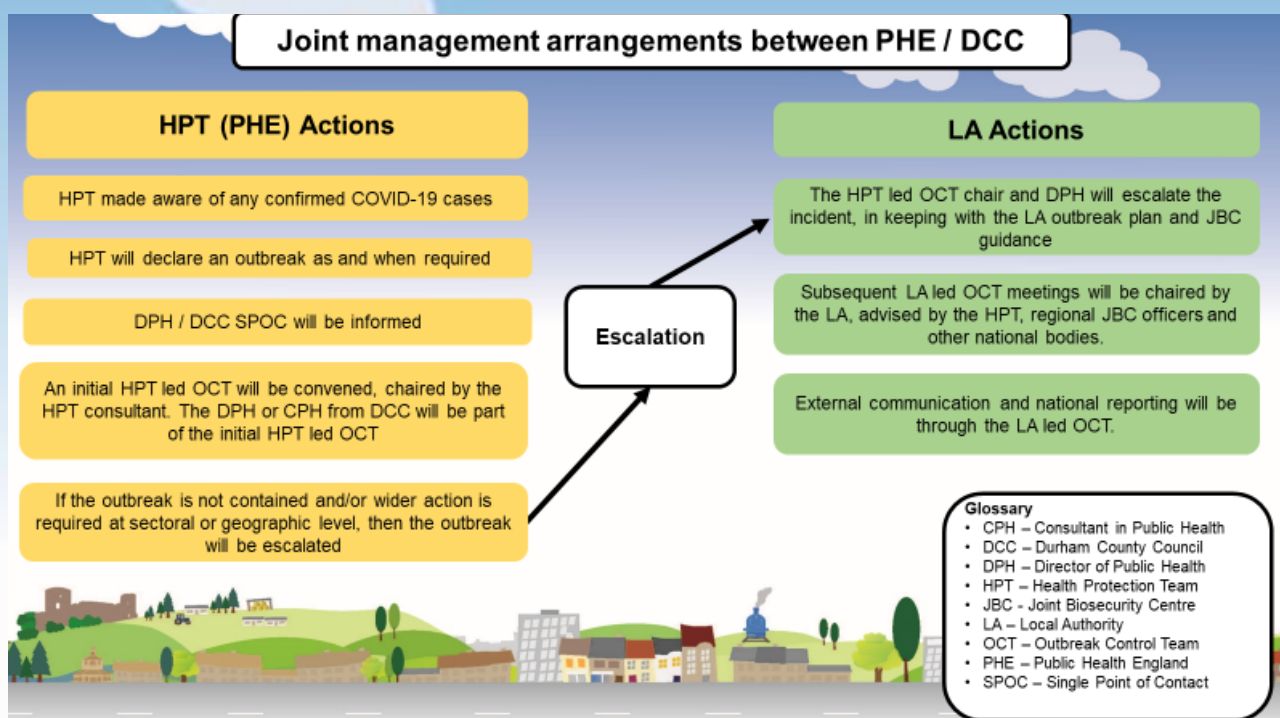 Joint management arrangements between PHE / DCC
HPT (PHE) Actions
HPT made aware of any confirmed COVID-19 cases
HPT will declare an outbreak as and when required
DPH / DCC SPOC will be informed
An initial HPT led OCT will be convened, chaired by the
HPT consultant. The DPH or CPH from DCC will be part
of the initial HPT led OCT
If the outbreak is not contained and/or wider action is
required at sectoral or geographic level, then the outbreak
will be escalated
Escalation
LA Actions
The HPT led OCT chair and DPH will escalate the
incident, in keeping with the LA outbreak plan and JBC
guidance
Subsequent LA led OCT meetings will be chaired by
the LA, advised by the HPT, regional JBC officers and
other national bodies.
External communication and national reporting will be
through the LA led OCT.
Glossary
• CPH – Consultant in Public Health
• DCC – Durham County Council
• DPH – Director of Public Health
• HPT – Health Protection Team
• JBC - Joint Biosecurity Centre
• LA – Local Authority
• OCT – Outbreak Control Team
• PHE – Public Health England
• SPOC – Single Point of Contact